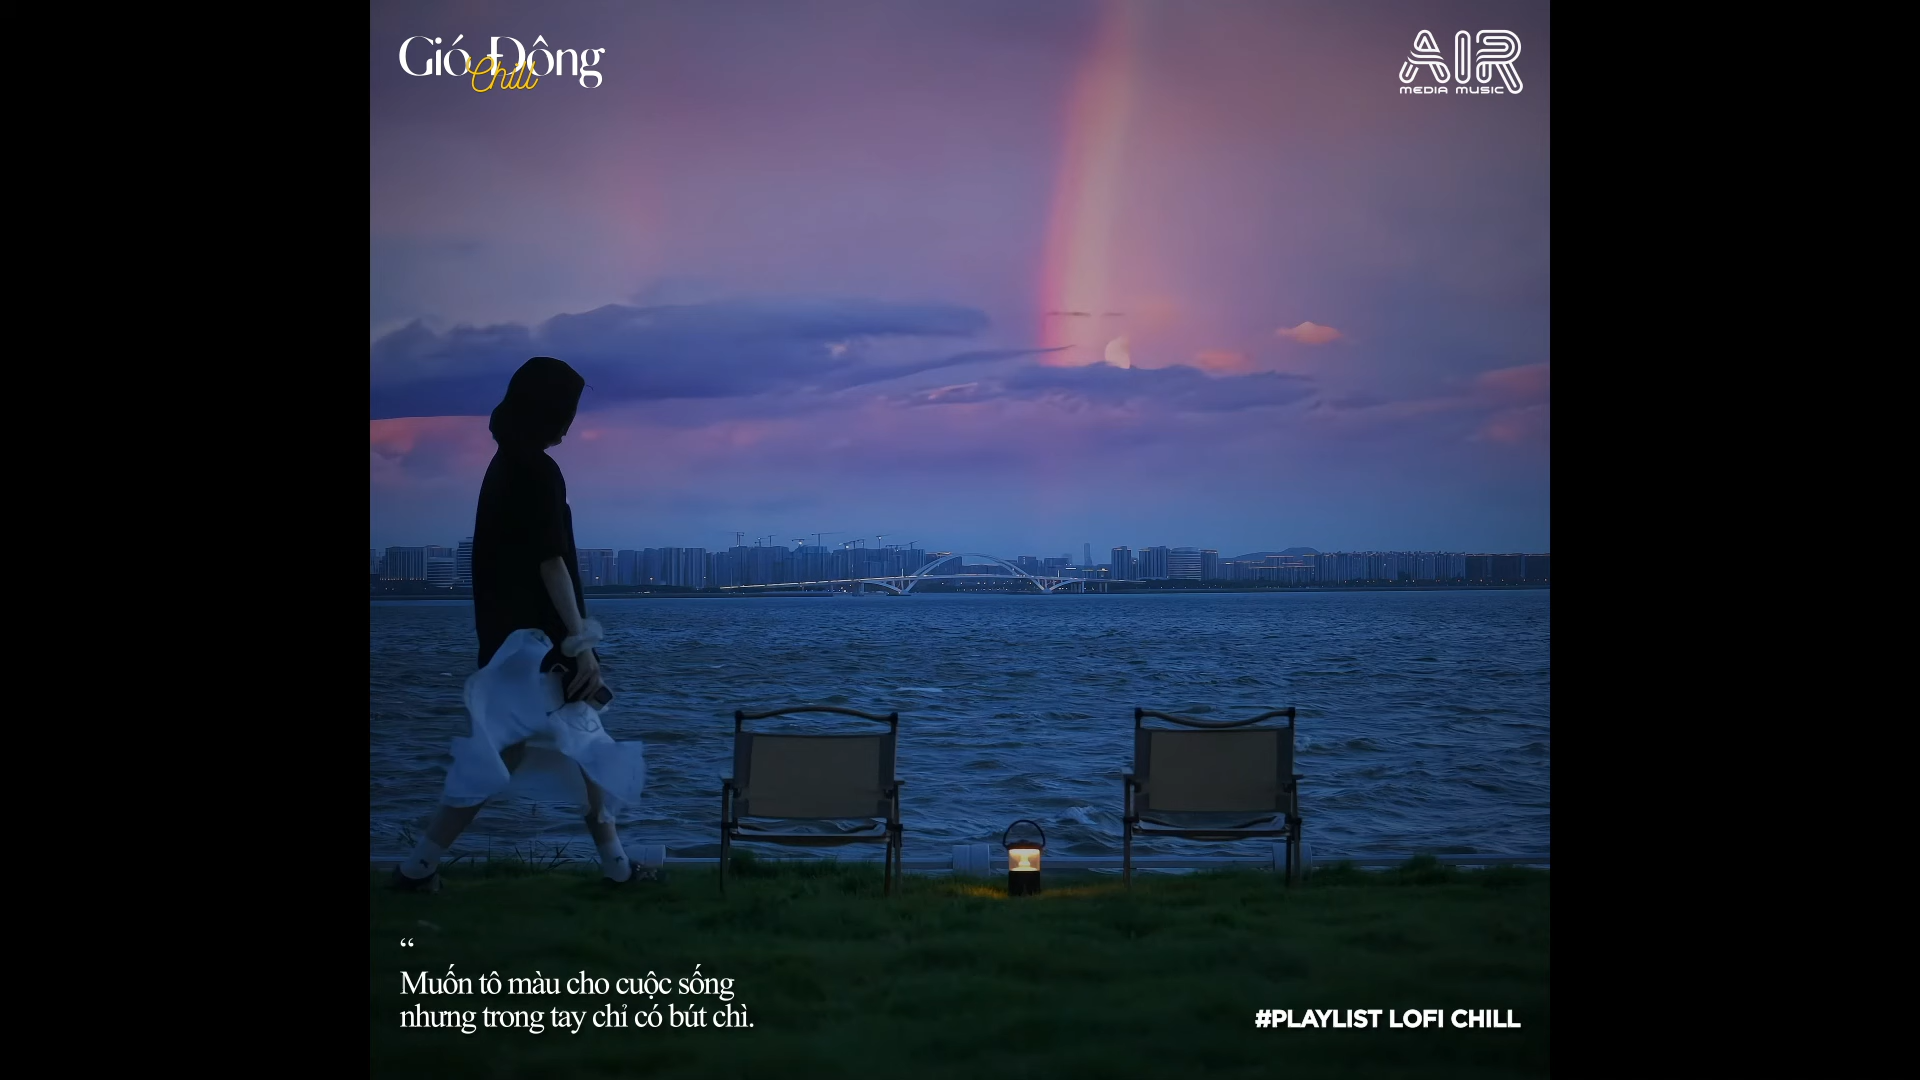 Gió Đông
Chill
AIR
MEDIA MUSIC
“
Muốn tô màu cho cuộc sống
nhưng trong tay chỉ có bút chì.
#PLAYLIST LOFI CHILL